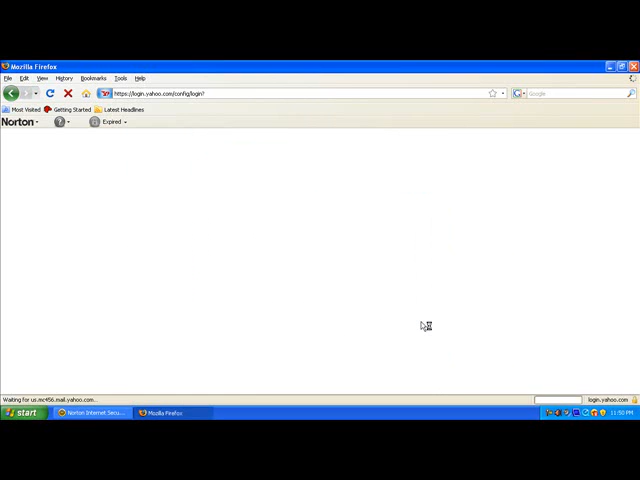 Mozilla Firefox
File Edit View History Bookmarks Tools Help
https://login.yahoo.com/config/login?
Google
Most Visited Getting Started Latest Headlines
Norton Expired
Waiting for us.mc456.mail.yahoo.com...
login.yahoo.com
start Norton Internet Secu... Mozilla Firefox 11:50 PM